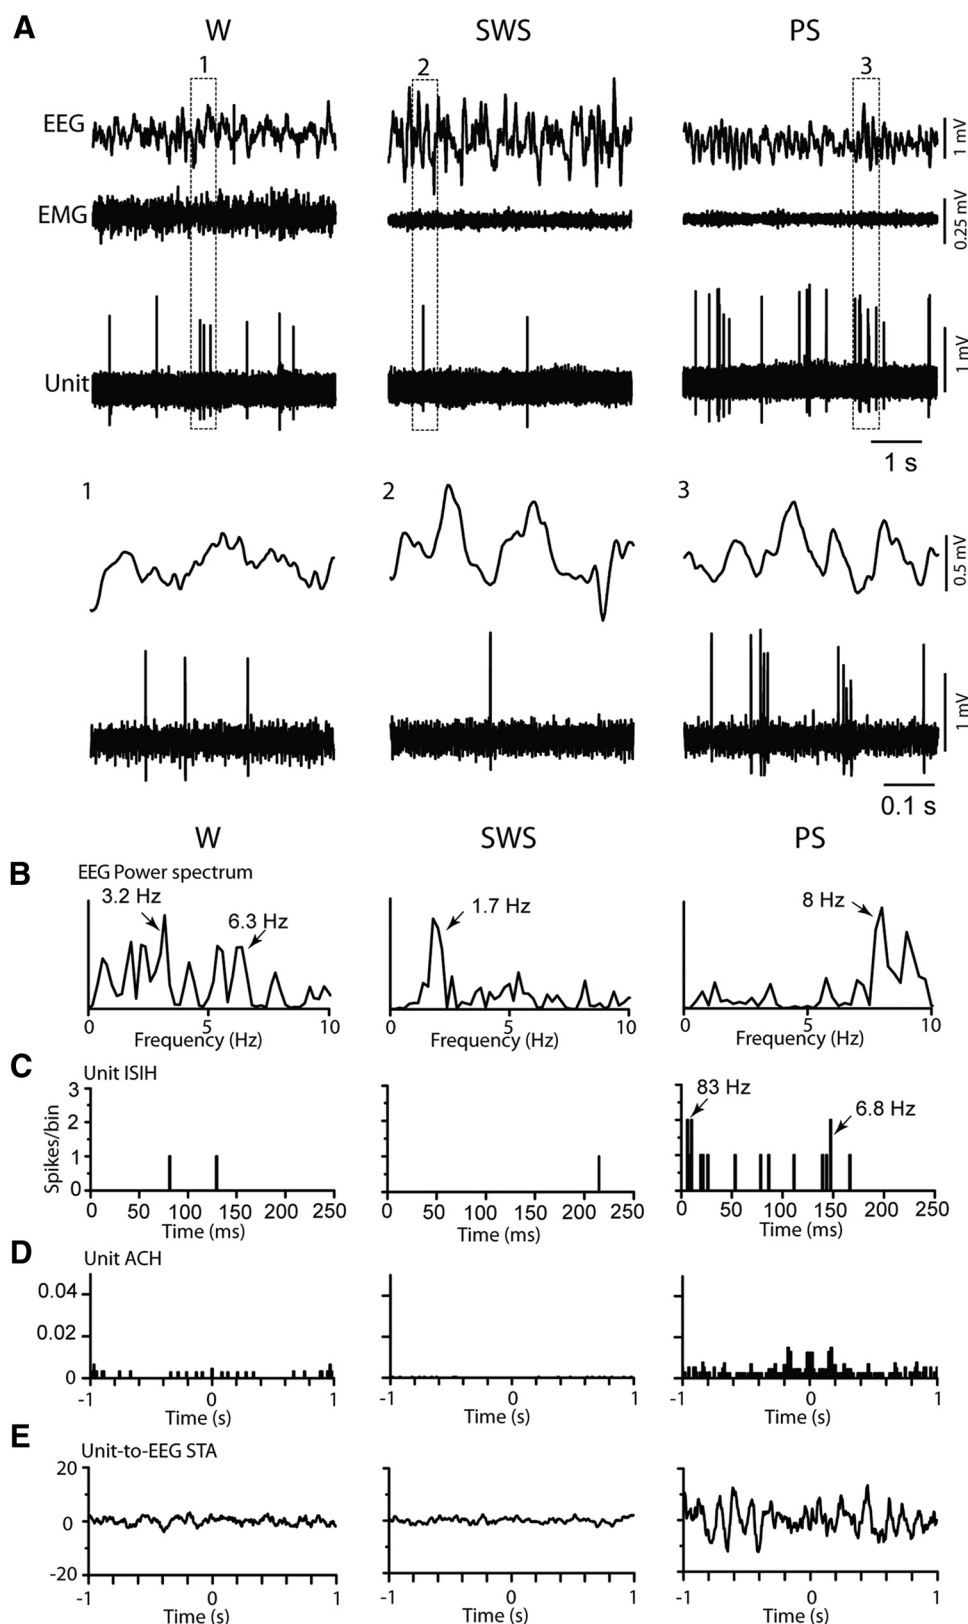 A
W SWS PS
1 2 3
EEG
1 mV
EMG
0.25 mV
Unit
1 mV
1 s
1 2 3
0.5 mV
1 mV
0.1 s
W SWS PS
B
EEG Power spectrum
3.2 Hz
6.3 Hz
1.7 Hz
8 Hz
0 5 10 0 5 10 0 5 10
Frequency (Hz) Frequency (Hz) Frequency (Hz)
C
Unit ISIH
Spikes/bin
3
2
1
0
83 Hz
6.8 Hz
0 50 100 150 200 250 0 50 100 150 200 250 0 50 100 150 200 250
Time (ms) Time (ms) Time (ms)
D
Unit ACH
0.04
0.02
0
-1 0 1 -1 0 1 -1 0 1
Time (s) Time (s) Time (s)
E
Unit-to-EEG STA
20
0
-20
-1 0 1 -1 0 1 -1 0 1
Time (s) Time (s) Time (s)